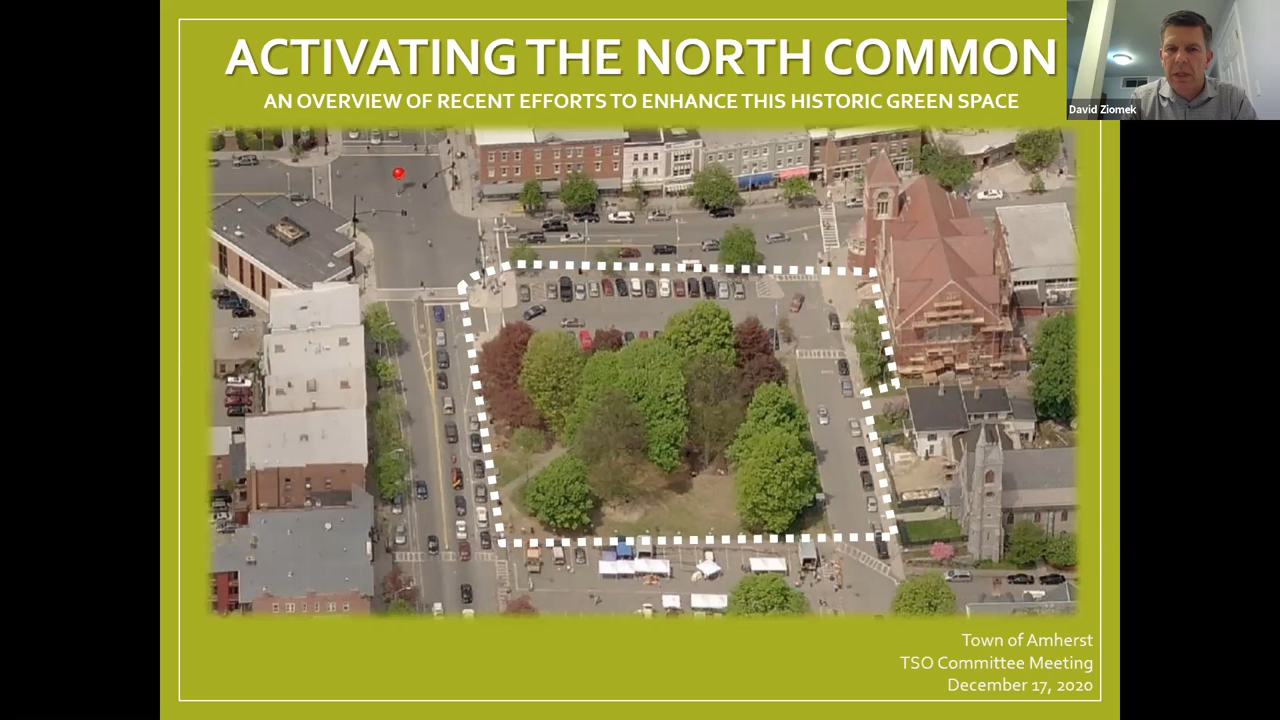 ACTIVATING THE NORTH COMMON
AN OVERVIEW OF RECENT EFFORTS TO ENHANCE THIS HISTORIC GREEN SPACE
David Ziomek
Town of Amherst
TSO Committee Meeting
December 17, 2020